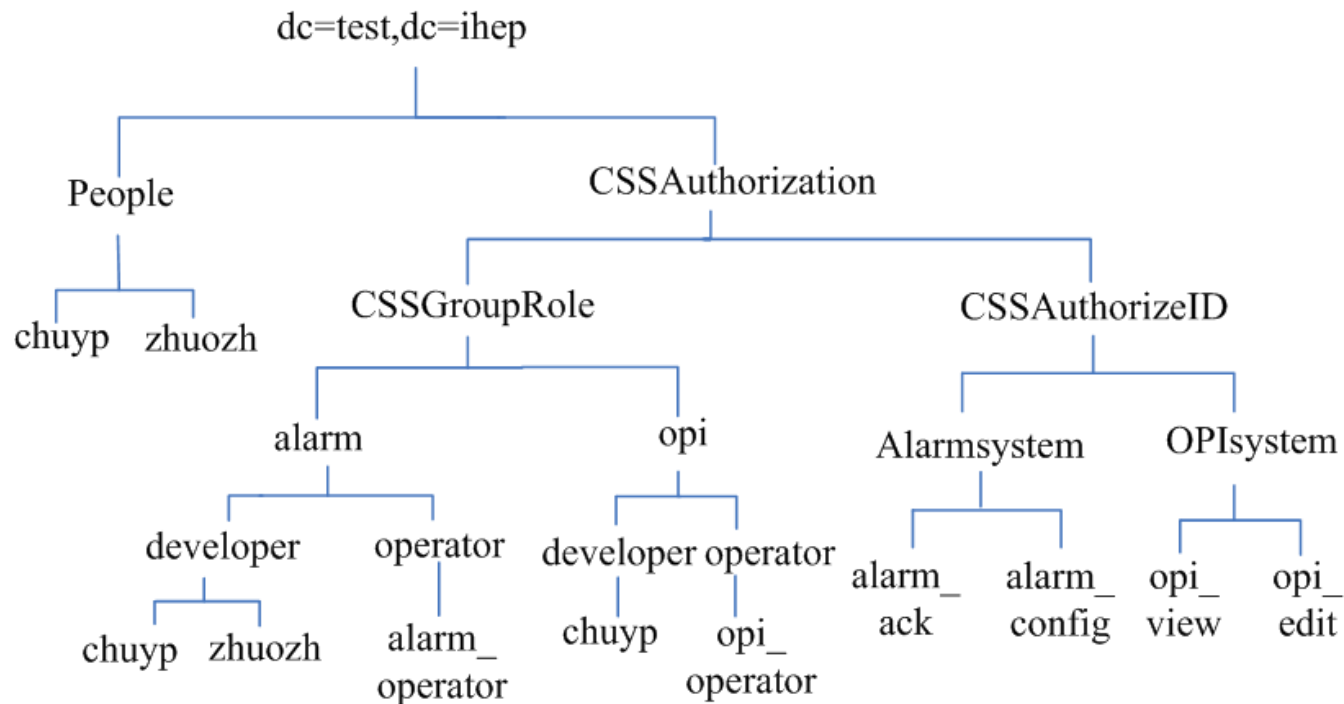 dc=test,dc=ihep
People
CSSAuthorization
chuyp zhuozh
CSSGroupRole
CSSAuthorizeID
alarm
opi
Alarmsystem
OPIsystem
developer
operator
developer operator
alarm_
ack
alarm_
config
opi_
view
opi_
edit
chuyp zhuozh
alarm_
operator
chuyp
opi_
operator